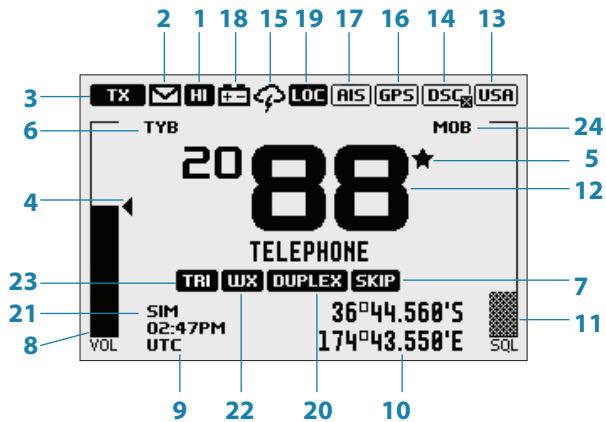 2 1 18 15 19 17 16 14 13
3 TX HI LOC AIS GPS DSC USA
6 TYB MOB 24
20 88 5
4 12
TELEPHONE
23 TRI WX DUPLEX SKIP 7
21 SIM 36°44.560'S 11
02:47PM
8 VOL UTC 174°43.550'E SQL
9 22 20 10